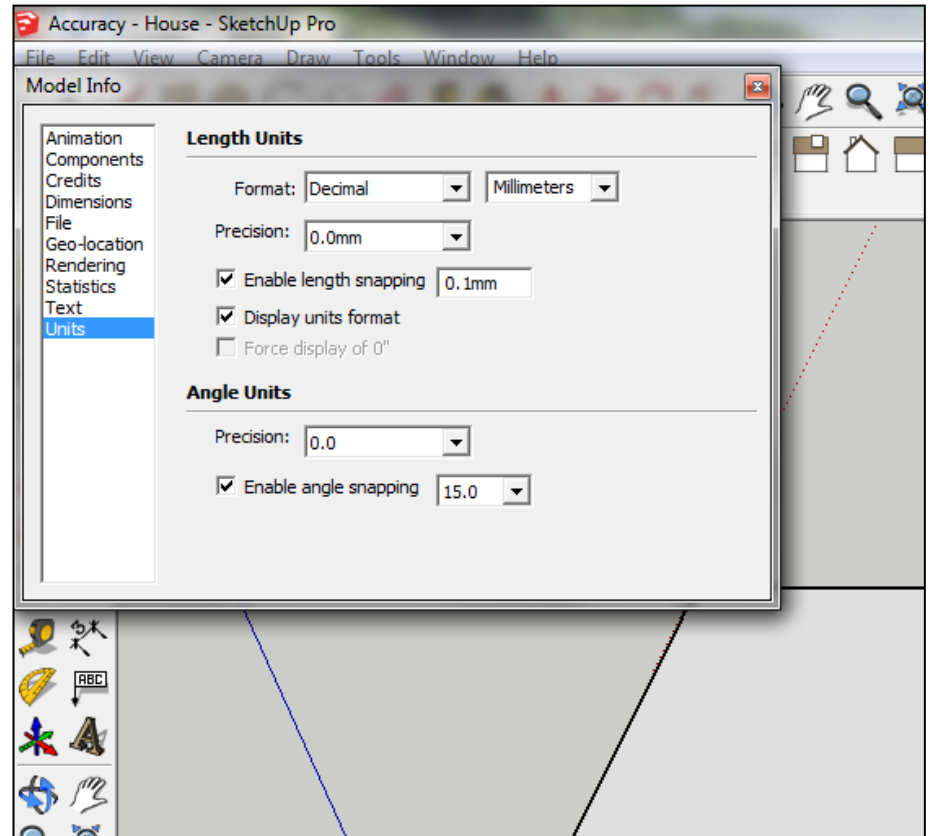 Accuracy - House - SketchUp Pro
File Edit View Camera Draw Tools Window Help
Model Info
Animation
Components
Credits
Dimensions
File
Geo-location
Rendering
Statistics
Text
Units
Length Units
Format: Decimal Millimeters
Precision: 0.0mm
Enable length snapping 0.1mm
Display units format
Force display of 0"
Angle Units
Precision: 0.0
Enable angle snapping 15.0
ABC